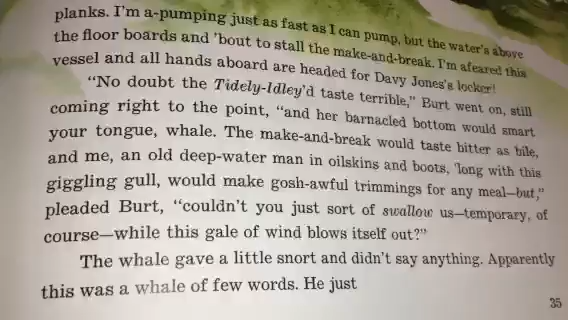 planks. I'm a-pumping just as fast as I can pump, but the water's above
the floor boards and 'bout to stall the make-and-break. I'm afeared this
vessel and all hands aboard are headed for Davy Jones's locker!
"No doubt the Tidely-Idley'd taste terrible," Burt went on, still
coming right to the point, "and her barnacled bottom would smart
your tongue, whale. The make-and-break would taste bitter as bile,
and me, an old deep-water man in oilskins and boots, 'long with this
giggling gull, would make gosh-awful trimmings for any meal—but,"
pleaded Burt, "couldn't you just sort of swallow us—temporary, of
course—while this gale of wind blows itself out?"
The whale gave a little snort and didn't say anything. Apparently
this was a whale of few words. He just
35